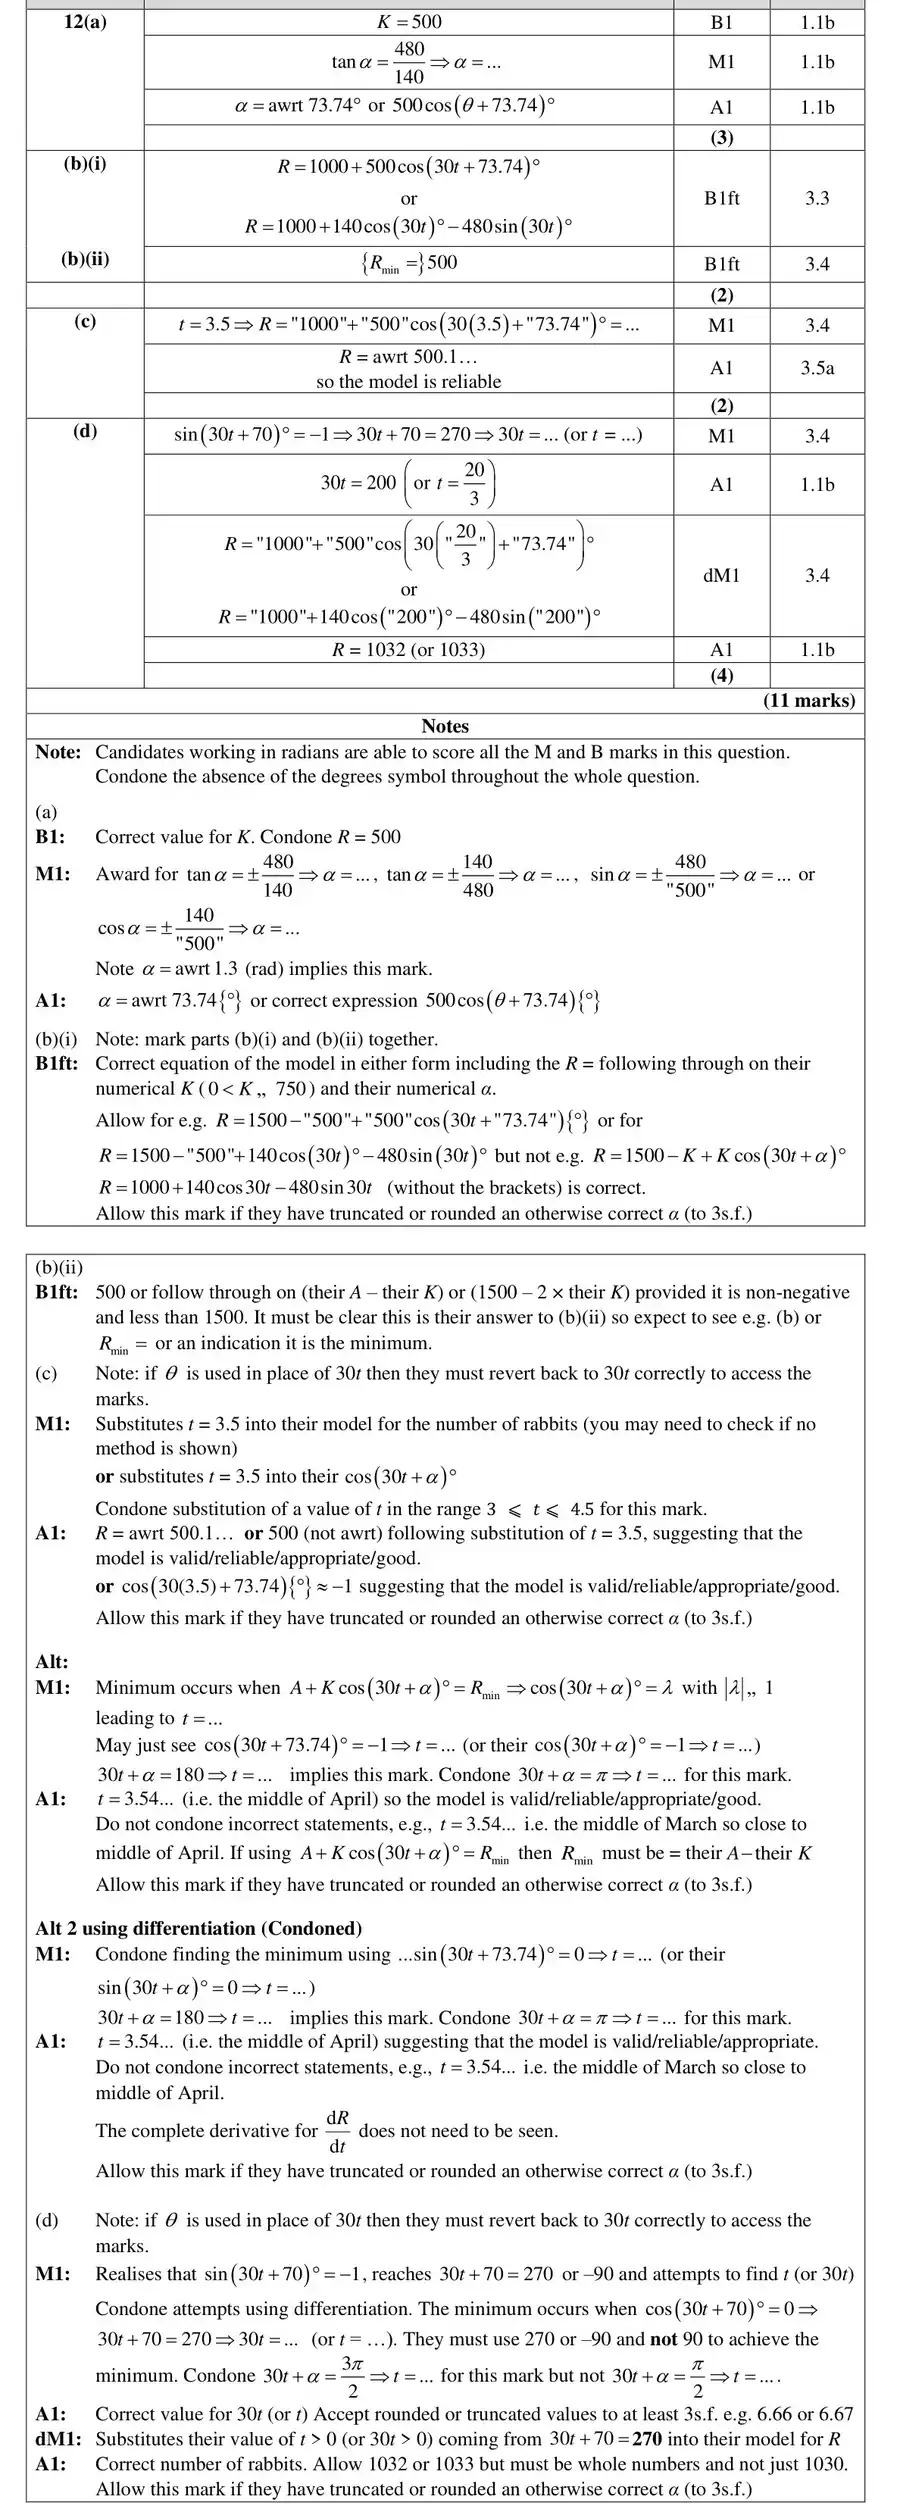 12(a) K = 500 B1 1.1b
tan α = 480/140 ⇒ α = ... M1 1.1b
α = awrt 73.74° or 500cos(θ + 73.74)° A1 1.1b
(3)
(b)(i) R = 1000 + 500cos(30t + 73.74)°
or
R = 1000 + 140cos(30t)° − 480sin(30t)° B1ft 3.3
(b)(ii) {R_min =}500 B1ft 3.4
(2)
(c) t = 3.5 ⇒ R = "1000"+ "500"cos(30(3.5) + "73.74")° = ... M1 3.4
R = awrt 500.1…
so the model is reliable A1 3.5a
(2)
(d) sin(30t + 70)° = −1 ⇒ 30t + 70 = 270 ⇒ 30t = ... (or t = ...) M1 3.4
30t = 200 (or t = 20/3) A1 1.1b
R = "1000"+ "500"cos(30("20/3") + "73.74")°
or
R = "1000"+ 140cos("200")° − 480sin("200")° dM1 3.4
R = 1032 (or 1033) A1 1.1b
(4)
(11 marks)
Notes
Note: Candidates working in radians are able to score all the M and B marks in this question.
Condone the absence of the degrees symbol throughout the whole question.
(a)
B1: Correct value for K. Condone R = 500
M1: Award for tan α = ± 480/140 ⇒ α = ..., tan α = ± 140/480 ⇒ α = ..., sin α = ± 480/"500" ⇒ α = ... or
cos α = ± 140/"500" ⇒ α = ...
Note α = awrt 1.3 (rad) implies this mark.
A1: α = awrt 73.74{°} or correct expression 500cos(θ + 73.74){°}
(b)(i) Note: mark parts (b)(i) and (b)(ii) together.
B1ft: Correct equation of the model in either form including the R = following through on their
numerical K (0 < K ,, 750) and their numerical α.
Allow for e.g. R = 1500 − "500"+ "500"cos(30t + "73.74"){°} or for
R = 1500 − "500"+ 140cos(30t)° − 480sin(30t)° but not e.g. R = 1500 − K + K cos(30t + α)°
R = 1000 + 140cos30t − 480sin30t (without the brackets) is correct.
Allow this mark if they have truncated or rounded an otherwise correct α (to 3s.f.)
(b)(ii)
B1ft: 500 or follow through on (their A – their K) or (1500 – 2 × their K) provided it is non-negative
and less than 1500. It must be clear this is their answer to (b)(ii) so expect to see e.g. (b) or
R_min = or an indication it is the minimum.
(c) Note: if θ is used in place of 30t then they must revert back to 30t correctly to access the
marks.
M1: Substitutes t = 3.5 into their model for the number of rabbits (you may need to check if no
method is shown)
or substitutes t = 3.5 into their cos(30t + α)°
Condone substitution of a value of t in the range 3 ⩽ t ⩽ 4.5 for this mark.
A1: R = awrt 500.1… or 500 (not awrt) following substitution of t = 3.5, suggesting that the
model is valid/reliable/appropriate/good.
or cos(30(3.5) + 73.74){°} ≈ −1 suggesting that the model is valid/reliable/appropriate/good.
Allow this mark if they have truncated or rounded an otherwise correct α (to 3s.f.)
Alt:
M1: Minimum occurs when A + K cos(30t + α)° = R_min ⇒ cos(30t + α)° = λ with |λ| ,, 1
leading to t = ...
May just see cos(30t + 73.74)° = −1 ⇒ t = ... (or their cos(30t + α)° = −1 ⇒ t = ...)
30t + α = 180 ⇒ t = ... implies this mark. Condone 30t + α = π ⇒ t = ... for this mark.
A1: t = 3.54... (i.e. the middle of April) so the model is valid/reliable/appropriate/good.
Do not condone incorrect statements, e.g., t = 3.54... i.e. the middle of March so close to
middle of April. If using A + K cos(30t + α)° = R_min then R_min must be = their A − their K
Allow this mark if they have truncated or rounded an otherwise correct α (to 3s.f.)
Alt 2 using differentiation (Condoned)
M1: Condone finding the minimum using ...sin(30t + 73.74)° = 0 ⇒ t = ... (or their
sin(30t + α)° = 0 ⇒ t = ...)
30t + α = 180 ⇒ t = ... implies this mark. Condone 30t + α = π ⇒ t = ... for this mark.
A1: t = 3.54... (i.e. the middle of April) suggesting that the model is valid/reliable/appropriate.
Do not condone incorrect statements, e.g., t = 3.54... i.e. the middle of March so close to
middle of April.
The complete derivative for dR/dt does not need to be seen.
Allow this mark if they have truncated or rounded an otherwise correct α (to 3s.f.)
(d) Note: if θ is used in place of 30t then they must revert back to 30t correctly to access the
marks.
M1: Realises that sin(30t + 70)° = −1, reaches 30t + 70 = 270 or –90 and attempts to find t (or 30t)
Condone attempts using differentiation. The minimum occurs when cos(30t + 70)° = 0 ⇒
30t + 70 = 270 ⇒ 30t = ... (or t = …). They must use 270 or –90 and not 90 to achieve the
minimum. Condone 30t + α = 3π/2 ⇒ t = ... for this mark but not 30t + α = π/2 ⇒ t = ....
A1: Correct value for 30t (or t) Accept rounded or truncated values to at least 3s.f. e.g. 6.66 or 6.67
dM1: Substitutes their value of t > 0 (or 30t > 0) coming from 30t + 70 = 270 into their model for R
A1: Correct number of rabbits. Allow 1032 or 1033 but must be whole numbers and not just 1030.
Allow this mark if they have truncated or rounded an otherwise correct α (to 3s.f.)